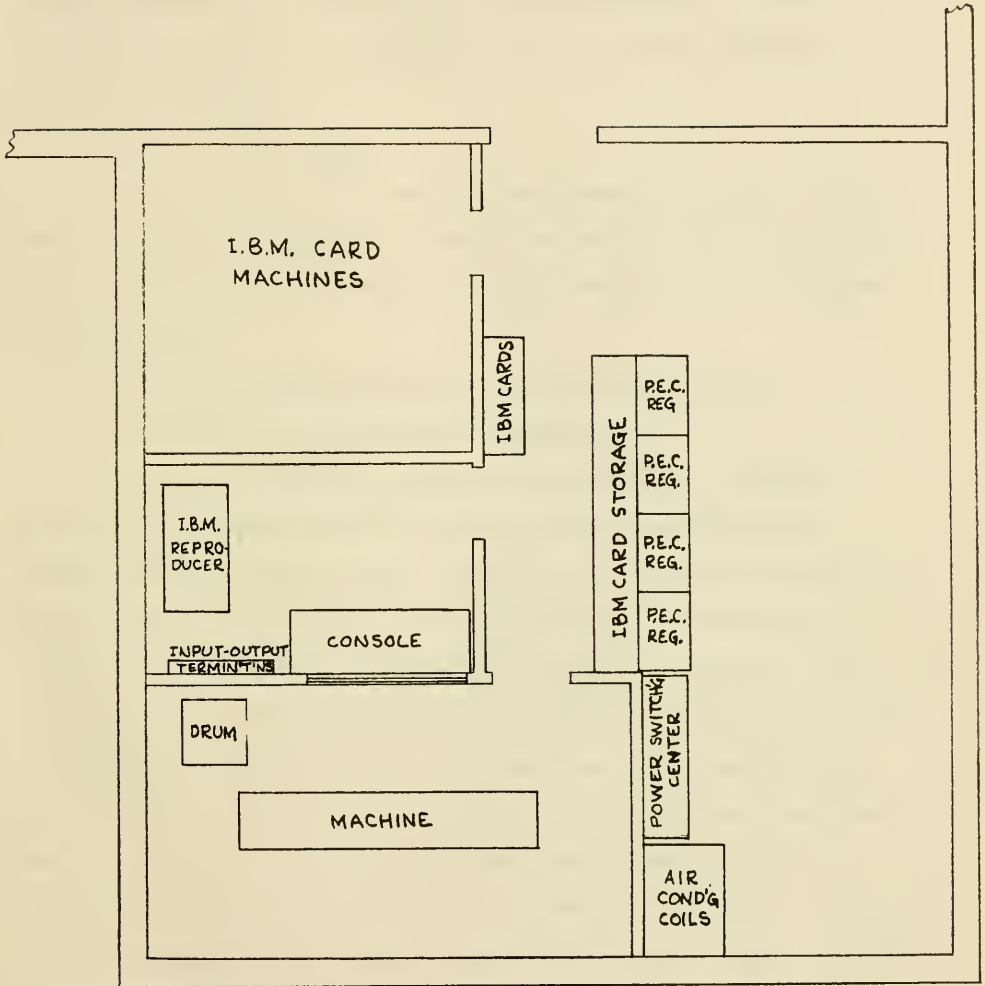 I.B.M. CARD
MACHINES
IBM CARDS
IBM CARD STORAGE
P.E.C.
REG
P.E.C.
REG.
P.E.C.
REG.
P.E.C.
REG.
I.B.M.
REPRO-
DUCER
CONSOLE
INPUT-OUTPUT
TERMINT'NS
DRUM
MACHINE
POWER SWITCH'G
CENTER
AIR
COND'G
COILS